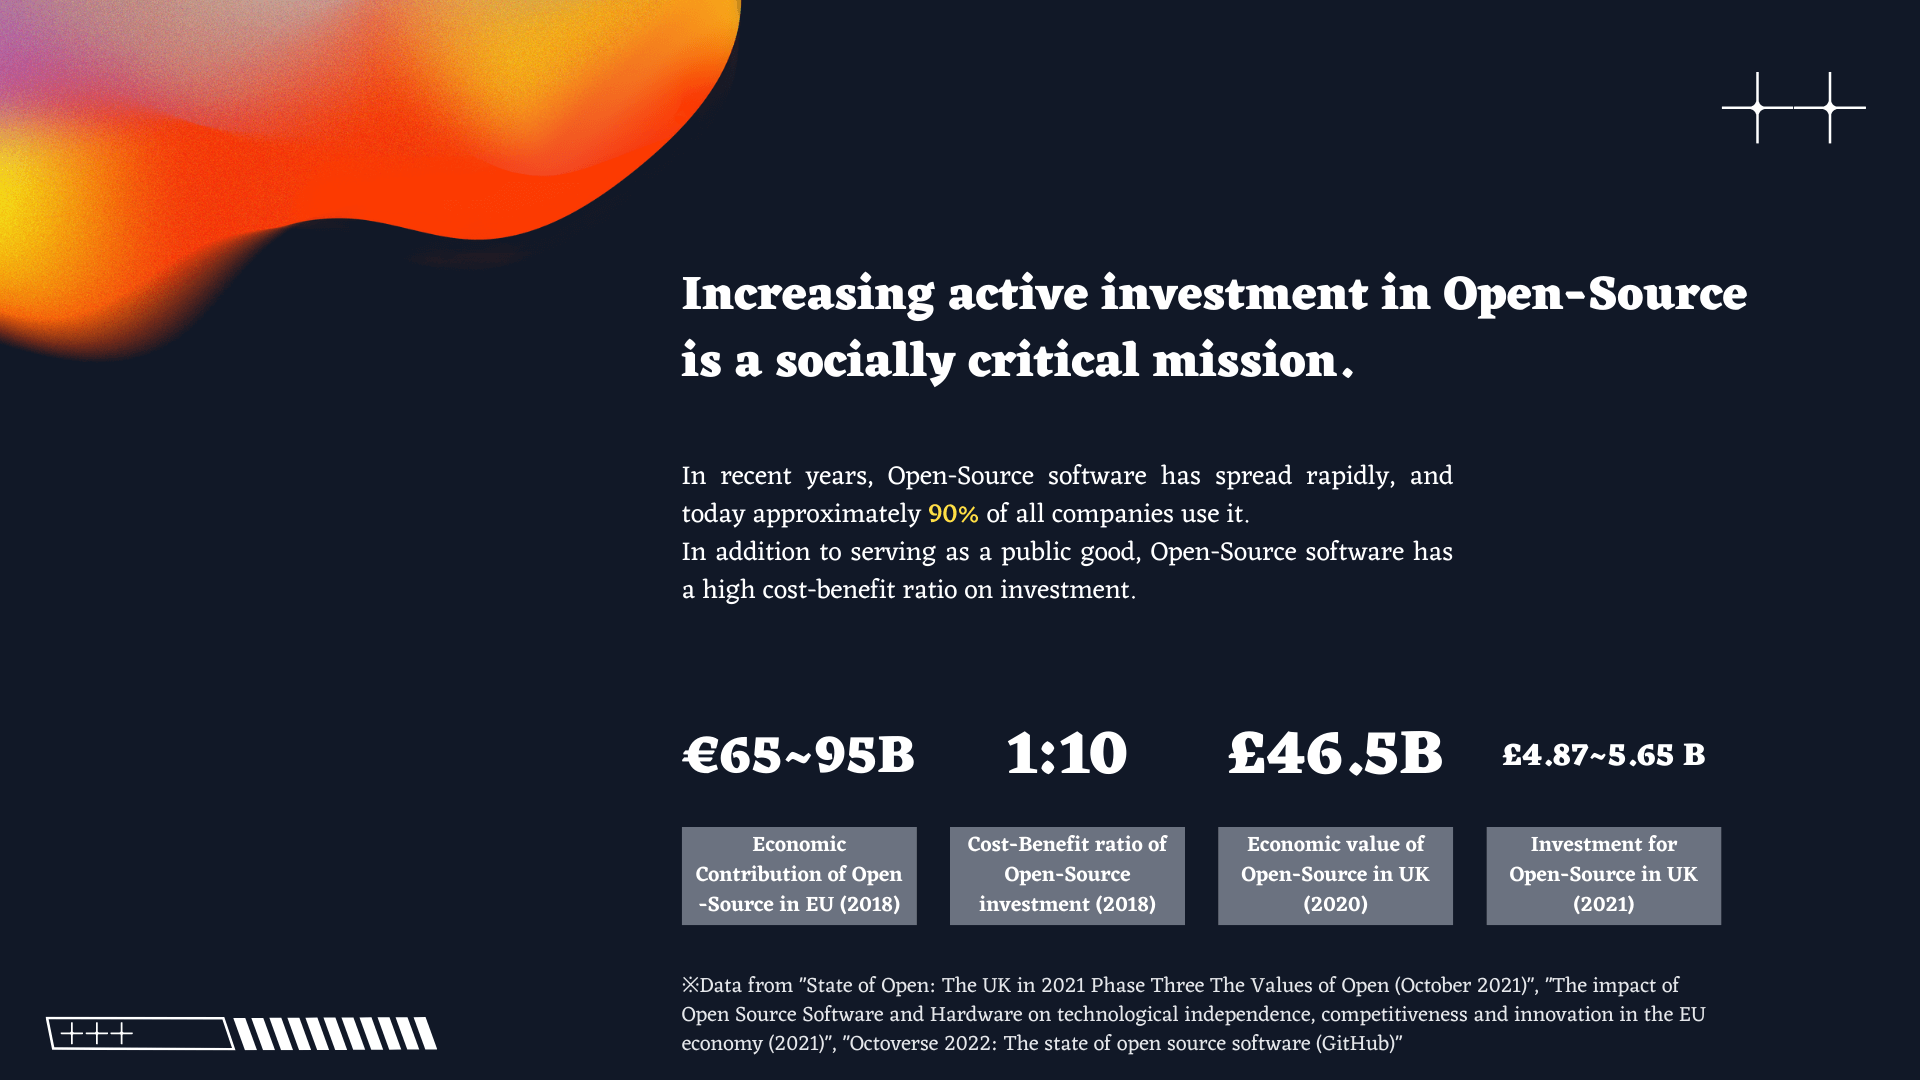 Increasing active investment in Open-Source
is a socially critical mission.
In recent years, Open-Source software has spread rapidly, and
today approximately 90% of all companies use it.
In addition to serving as a public good, Open-Source software has
a high cost-benefit ratio on investment.
€65~95B
1:10
£46.5B
£4.87~5.65 B
Economic
Contribution of Open
-Source in EU (2018)
Cost-Benefit ratio of
Open-Source
investment (2018)
Economic value of
Open-Source in UK
(2020)
Investment for
Open-Source in UK
(2021)
※Data from "State of Open: The UK in 2021 Phase Three The Values of Open (October 2021)", "The impact of
Open Source Software and Hardware on technological independence, competitiveness and innovation in the EU
economy (2021)", "Octoverse 2022: The state of open source software (GitHub)"